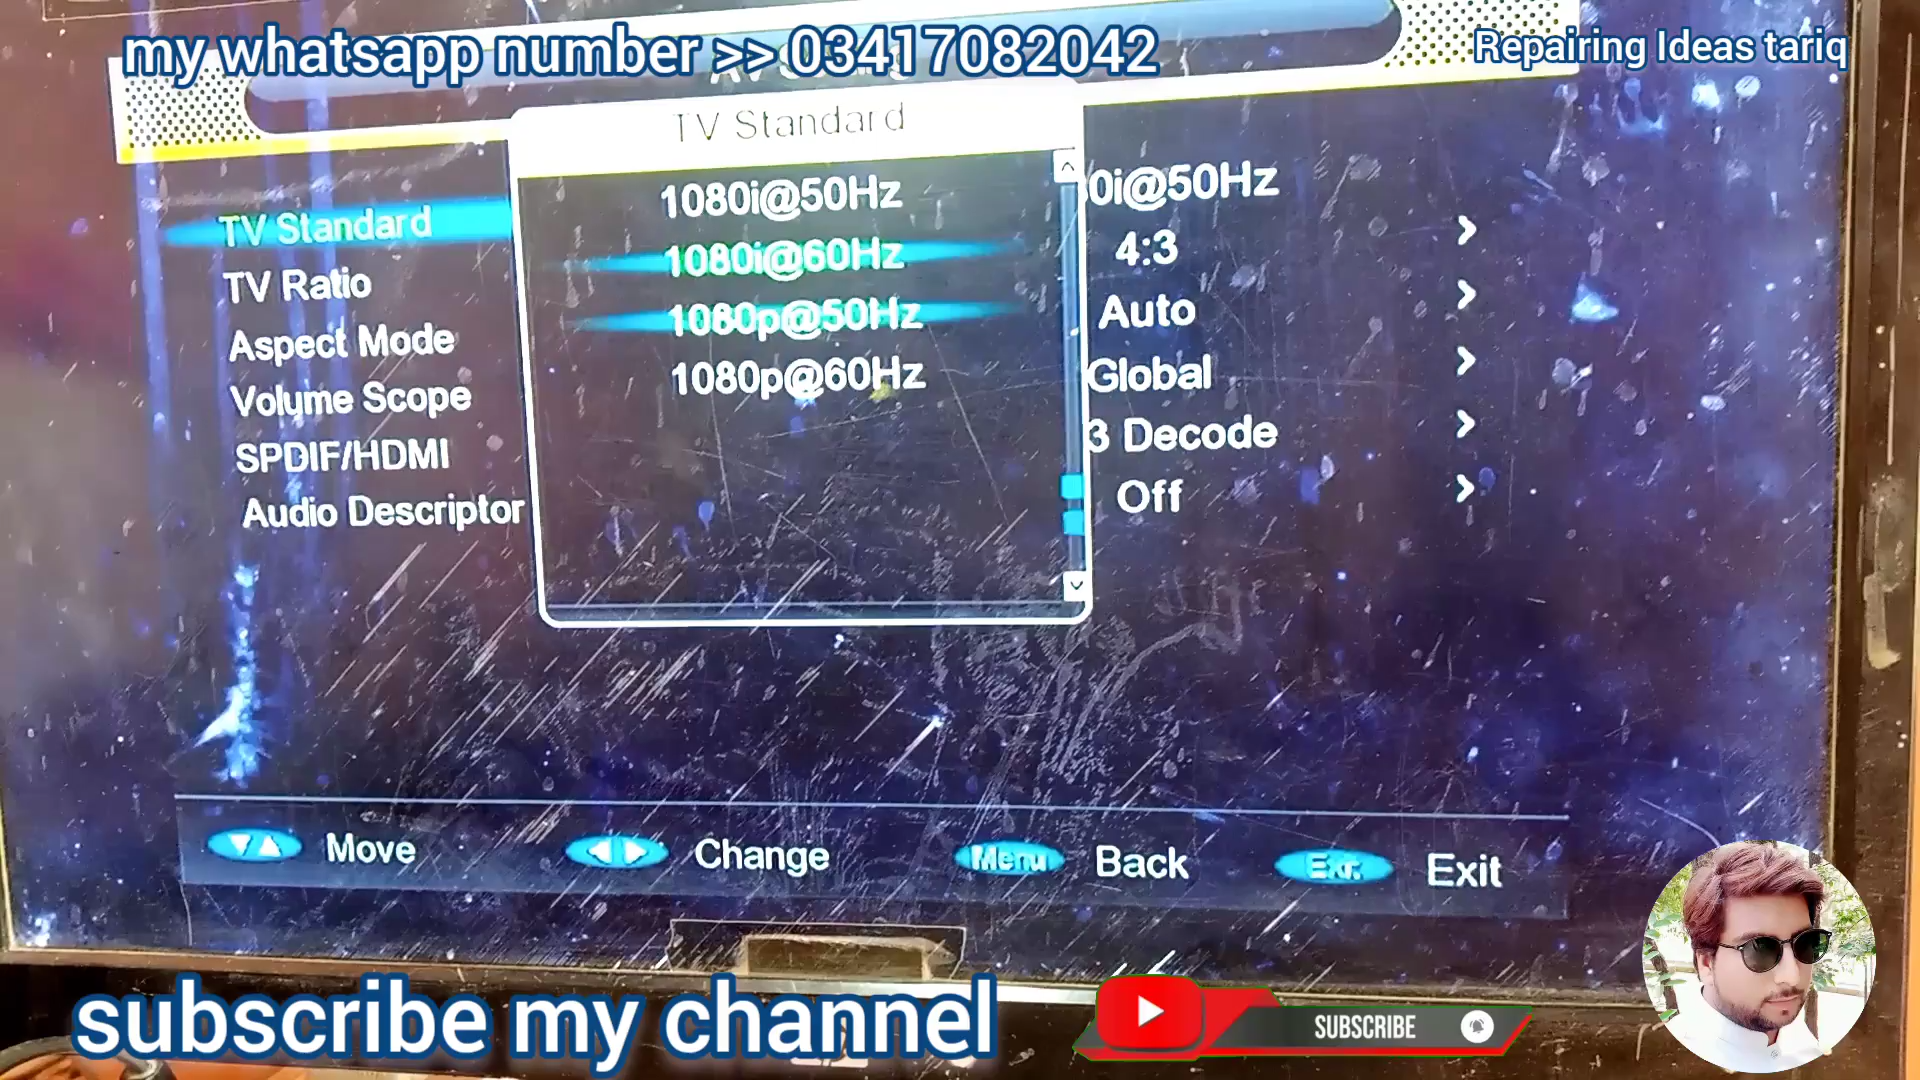 my whatsapp number >> 03417082042
Repairing Ideas tariq
TV Standard
1080i@50Hz
1080i@60Hz
1080p@50Hz
1080p@60Hz
TV Standard
0i@50Hz
TV Ratio
4:3
Aspect Mode
Auto
Volume Scope
Global
SPDIF/HDMI
3 Decode
Audio Descriptor
Off
Move
Change
Menu
Back
Exit
subscribe my channel
SUBSCRIBE